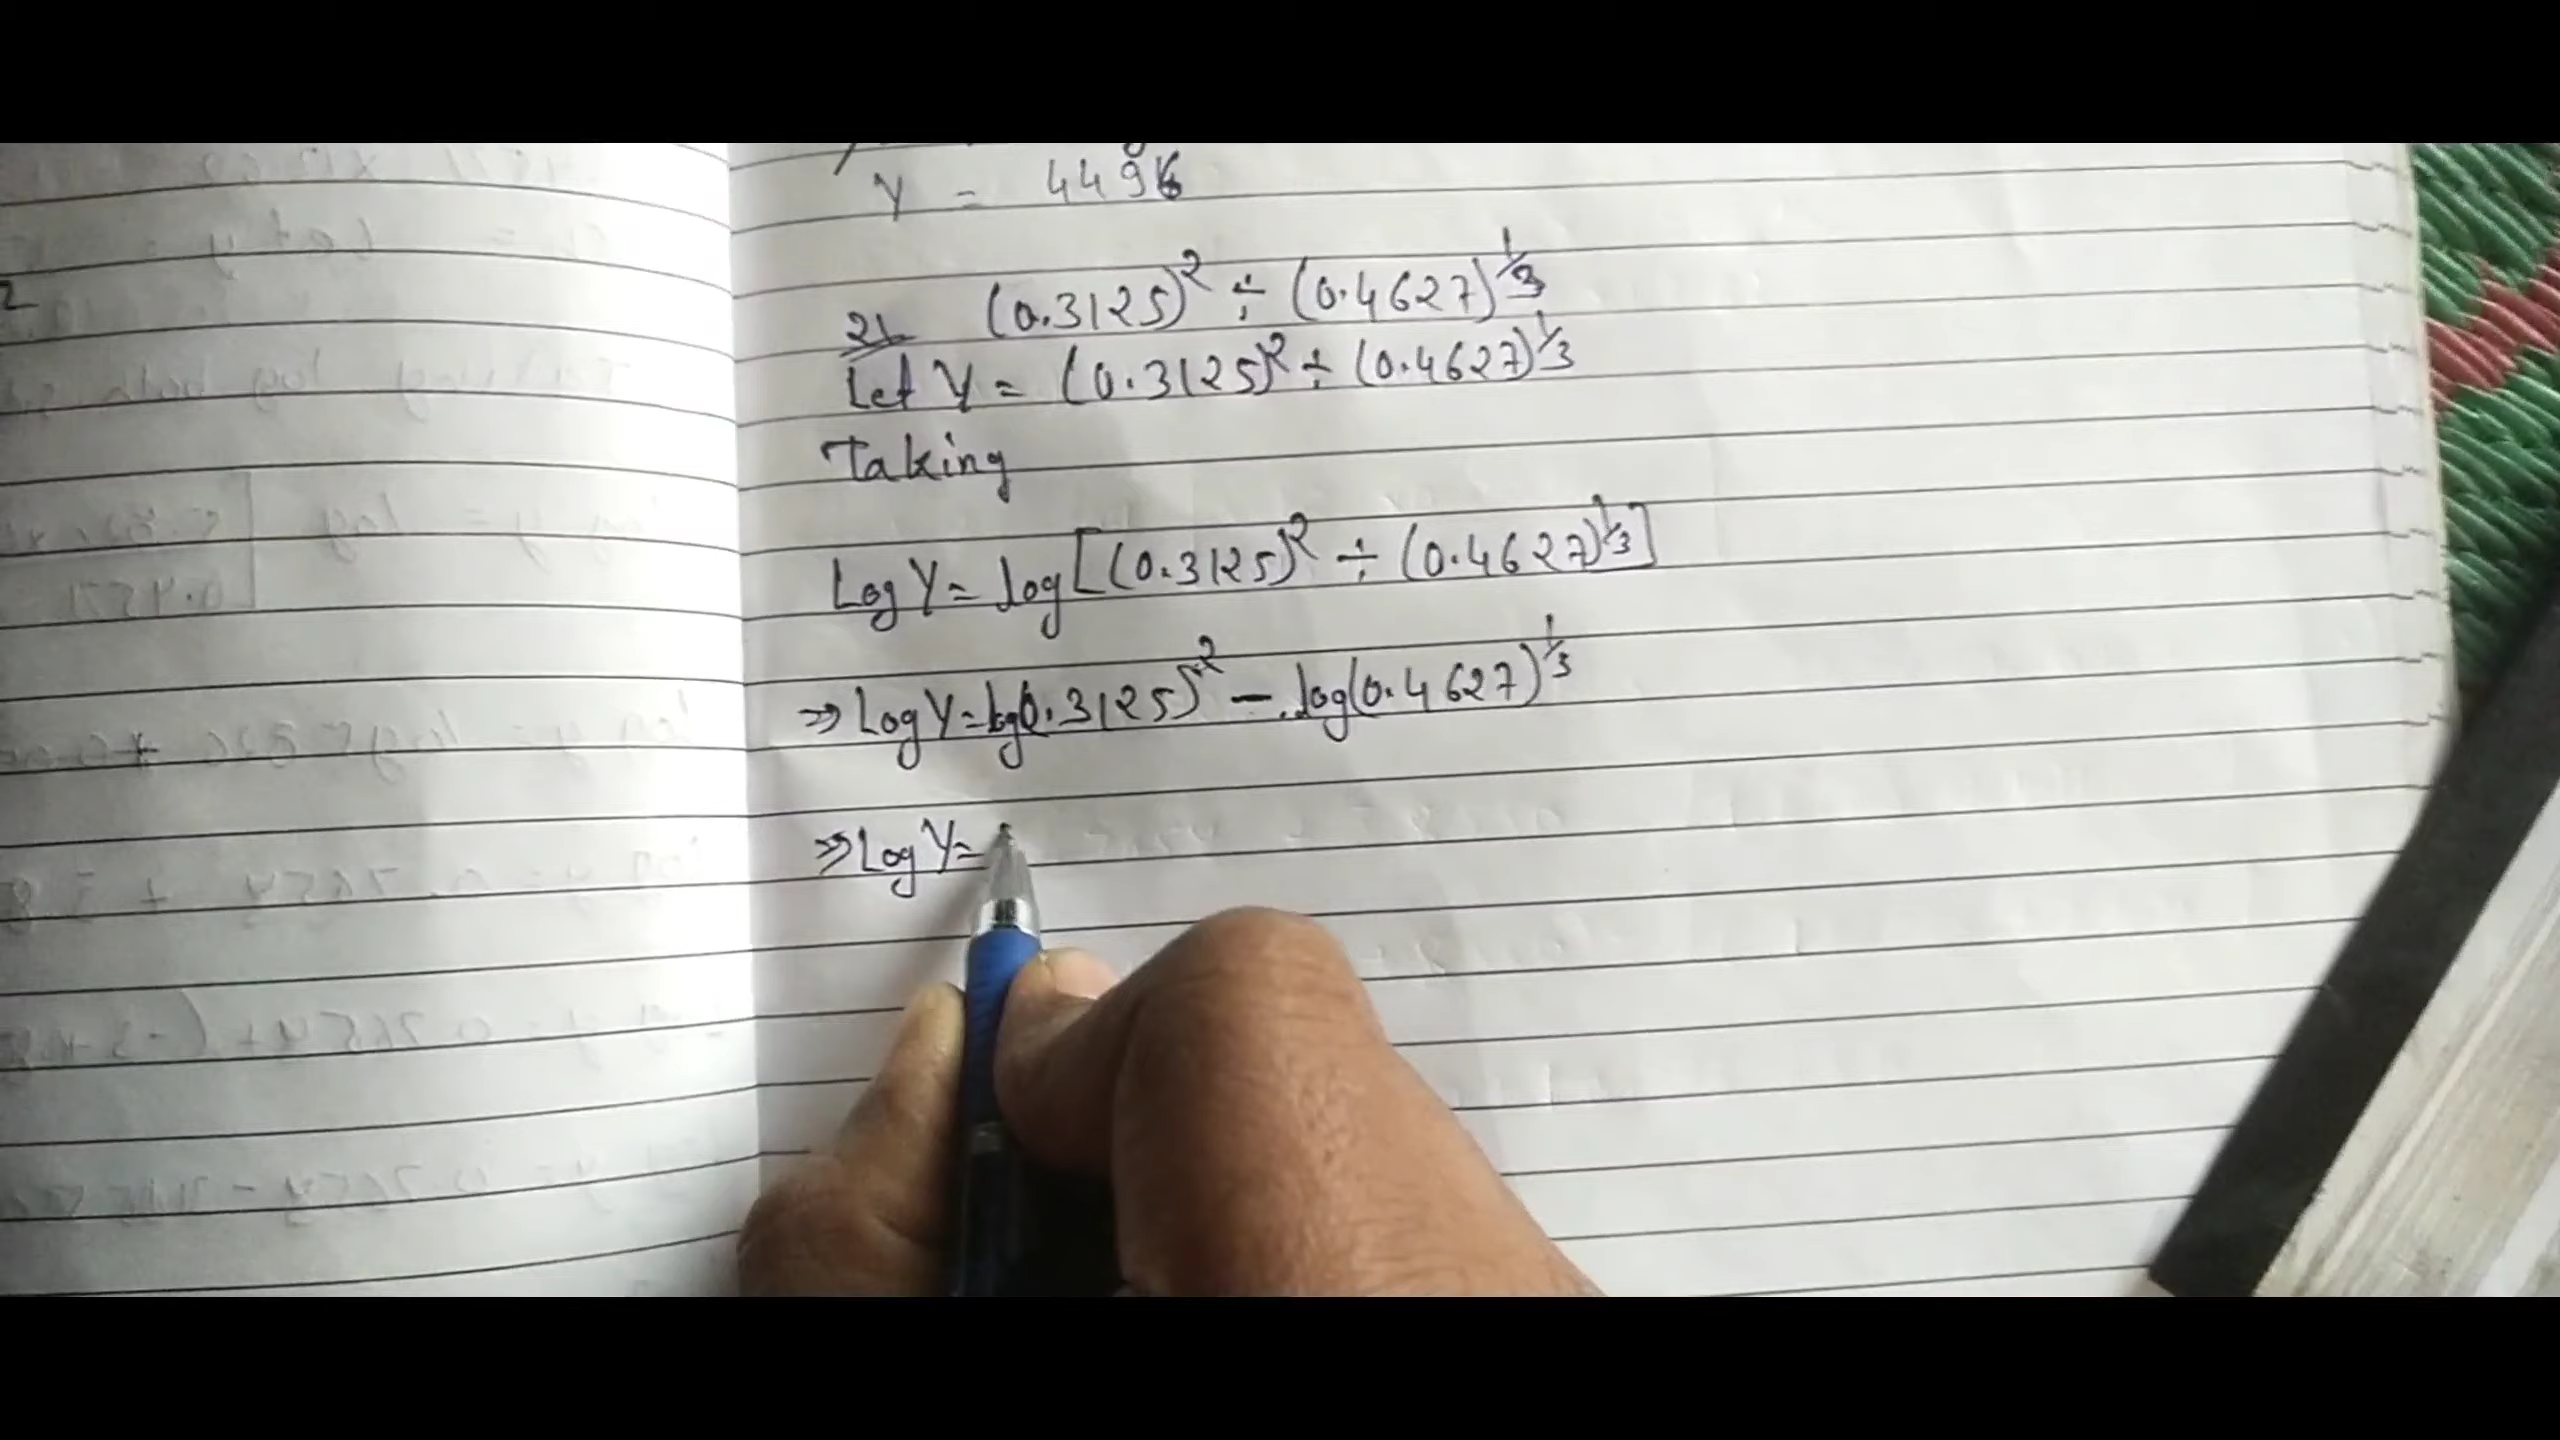 Y = 4496
21 (0.3125)² ÷ (0.4627)^1/3
Let Y = (0.3125)² ÷ (0.4627)^1/3
Taking
Log Y = log[(0.3125)² ÷ (0.4627)^1/3]
⇒ Log Y = log(0.3125)² - log(0.4627)^1/3
⇒ Log Y =